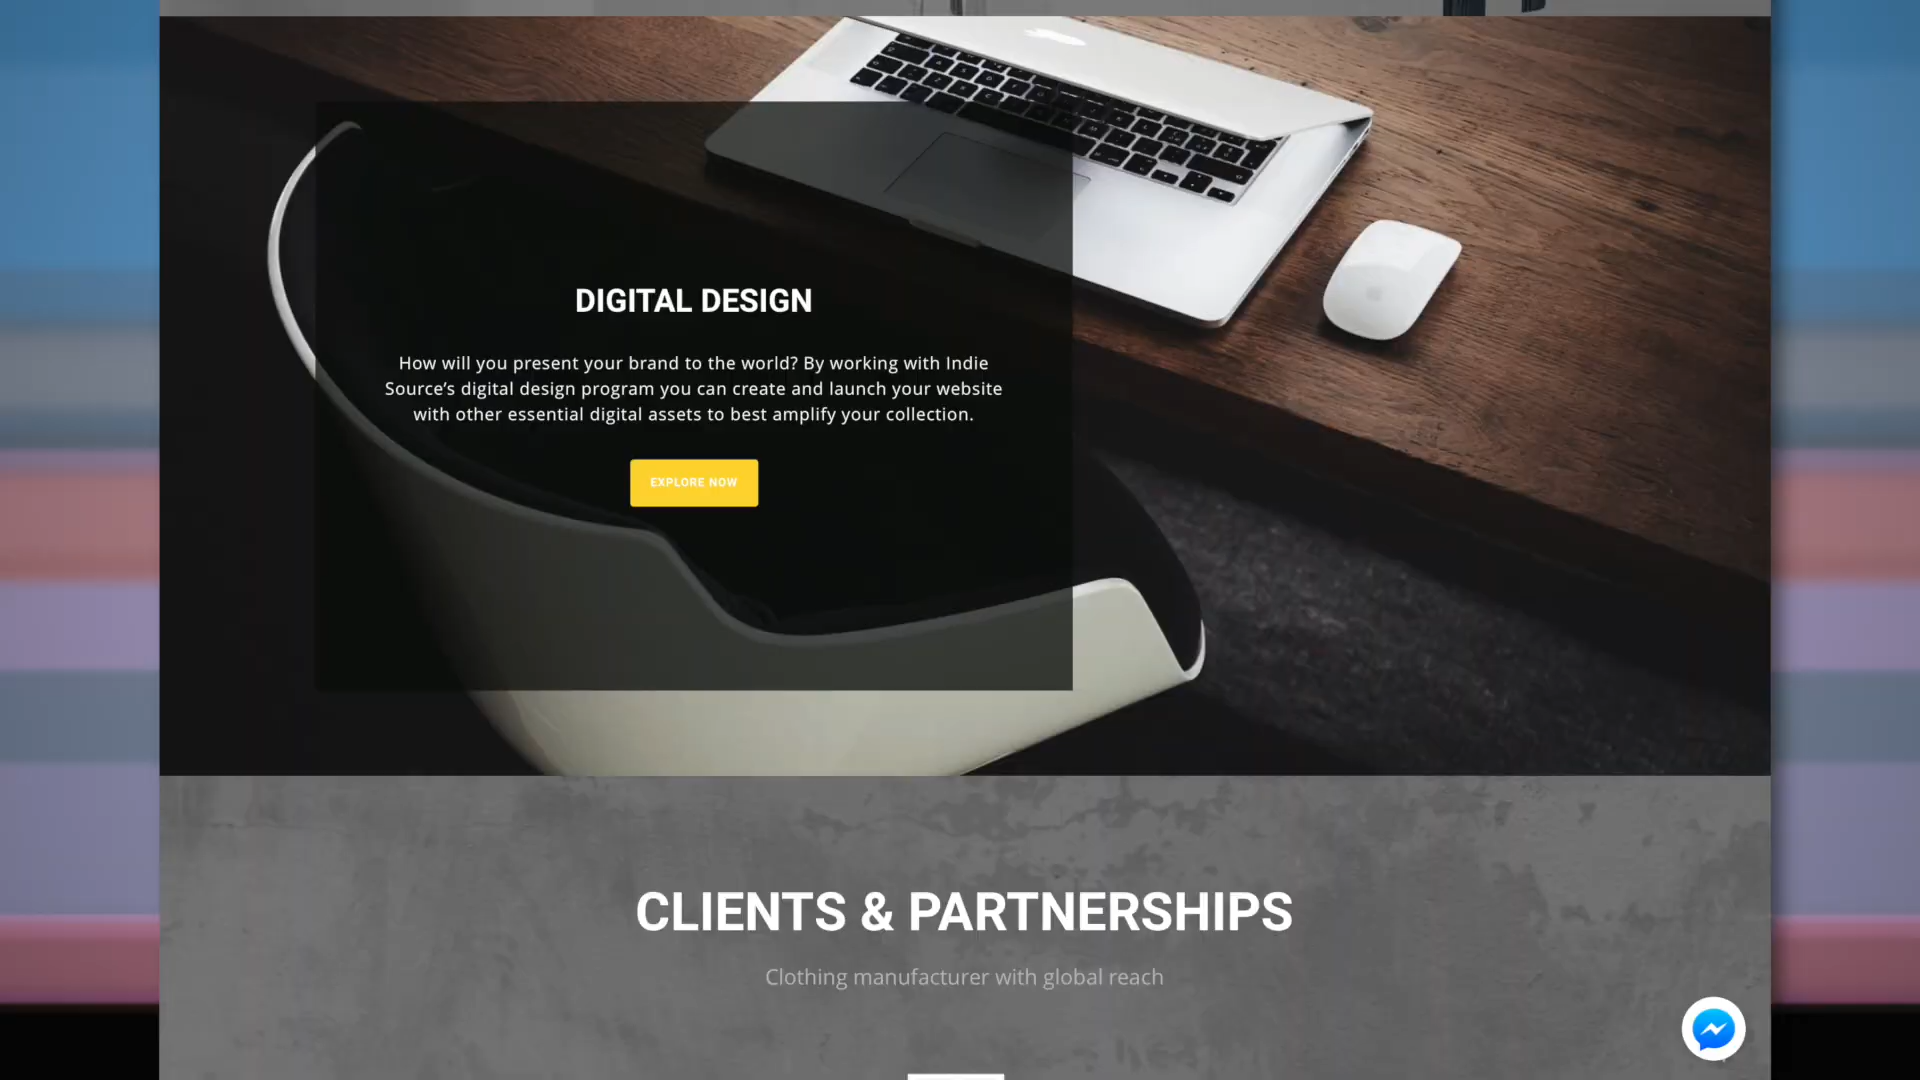 DIGITAL DESIGN
How will you present your brand to the world? By working with Indie
Source’s digital design program you can create and launch your website
with other essential digital assets to best amplify your collection.
EXPLORE NOW
CLIENTS & PARTNERSHIPS
Clothing manufacturer with global reach